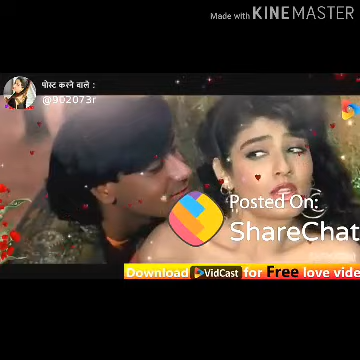 Made with KINEMASTER
पोस्ट करने वाले :
@902073r
Posted On:
ShareChat
Download VidCast for Free love vide